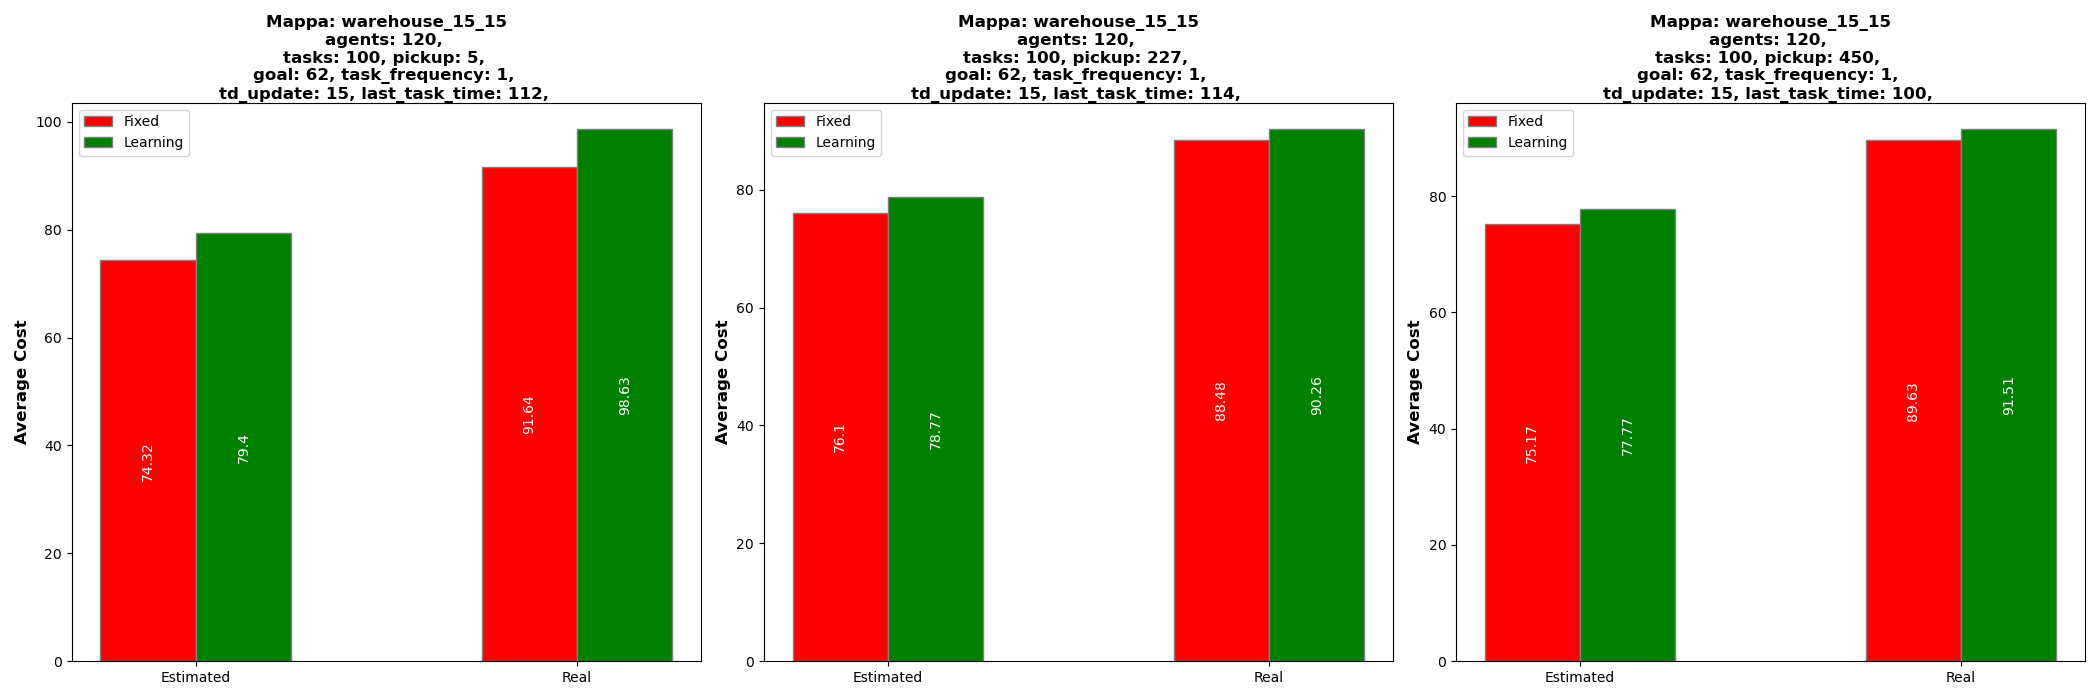 Mappa: warehouse_15_15
agents: 120,
tasks: 100, pickup: 5,
goal: 62, task_frequency: 1,
td_update: 15, last_task_time: 112,
Fixed
Learning
Average Cost
100
80
60
40
20
0
74.32
79.4
91.64
98.63
Estimated
Real
Mappa: warehouse_15_15
agents: 120,
tasks: 100, pickup: 227,
goal: 62, task_frequency: 1,
td_update: 15, last_task_time: 114,
Fixed
Learning
Average Cost
80
60
40
20
0
76.1
78.77
88.48
90.26
Estimated
Real
Mappa: warehouse_15_15
agents: 120,
tasks: 100, pickup: 450,
goal: 62, task_frequency: 1,
td_update: 15, last_task_time: 100,
Fixed
Learning
Average Cost
80
60
40
20
0
75.17
77.77
89.63
91.51
Estimated
Real